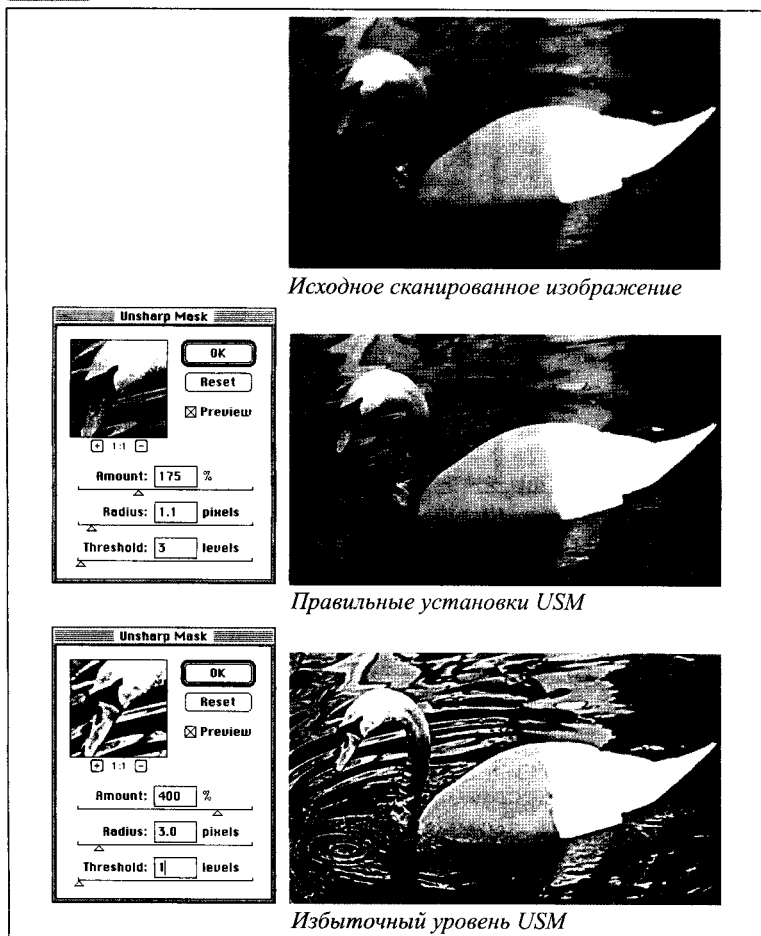 Исходное сканированное изображение
Unsharp Mask
OK
Reset
Preview
+ 1:1 -
Amount: 175 %
Radius: 1.1 pixels
Threshold: 3 levels
Правильные установки USM
Unsharp Mask
OK
Reset
Preview
+ 1:1 -
Amount: 400 %
Radius: 3.0 pixels
Threshold: 1 levels
Избыточный уровень USM